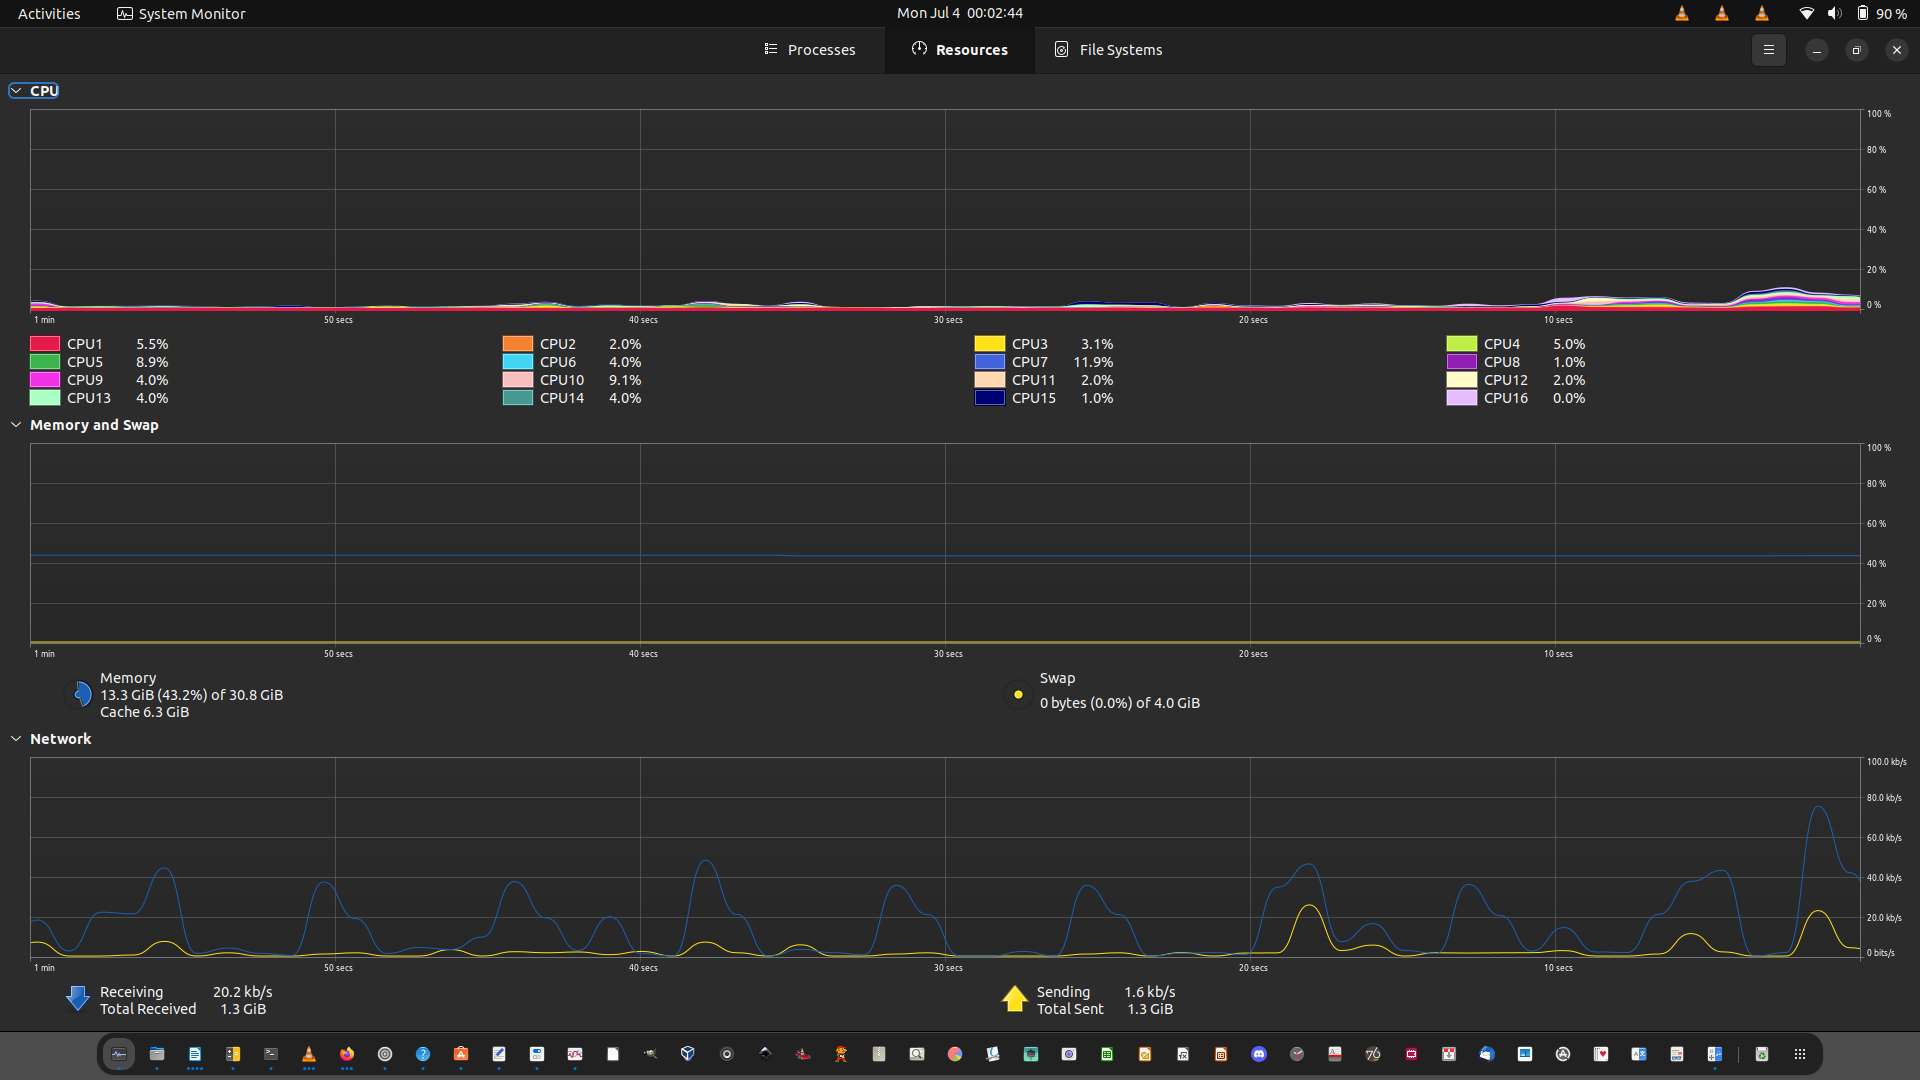 Activities System Monitor Mon Jul 4 00:02:44 90 %
Processes Resources File Systems
CPU
100 %
80 %
60 %
40 %
20 %
0 %
1 min 50 secs 40 secs 30 secs 20 secs 10 secs
CPU1 5.5% CPU2 2.0% CPU3 3.1% CPU4 5.0%
CPU5 8.9% CPU6 4.0% CPU7 11.9% CPU8 1.0%
CPU9 4.0% CPU10 9.1% CPU11 2.0% CPU12 2.0%
CPU13 4.0% CPU14 4.0% CPU15 1.0% CPU16 0.0%
Memory and Swap
100 %
80 %
60 %
40 %
20 %
0 %
1 min 50 secs 40 secs 30 secs 20 secs 10 secs
Memory
13.3 GiB (43.2%) of 30.8 GiB
Cache 6.3 GiB
Swap
0 bytes (0.0%) of 4.0 GiB
Network
100.0 kb/s
80.0 kb/s
60.0 kb/s
40.0 kb/s
20.0 kb/s
0 bits/s
1 min 50 secs 40 secs 30 secs 20 secs 10 secs
Receiving 20.2 kb/s
Total Received 1.3 GiB
Sending 1.6 kb/s
Total Sent 1.3 GiB
76